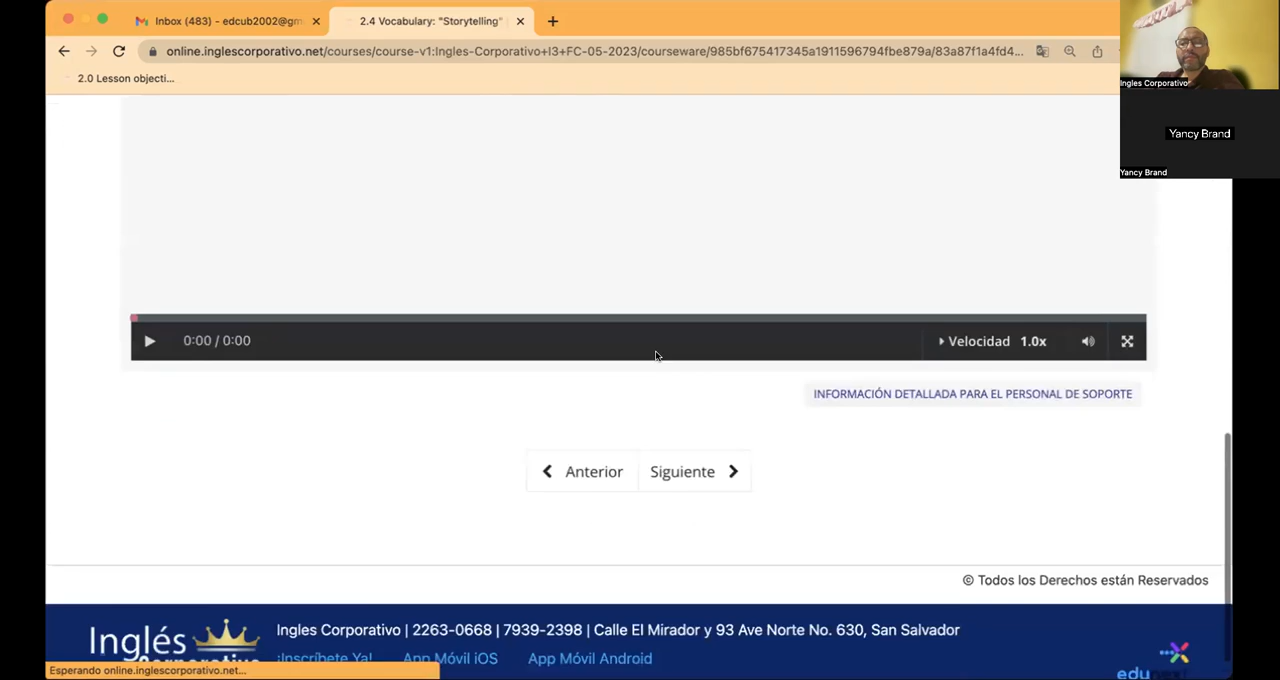 Inbox (483) - edcub2002@gm
2.4 Vocabulary: "Storytelling"
online.inglescorporativo.net/courses/course-v1:Ingles-Corporativo+I3+FC-05-2023/courseware/985bf675417345a1911596794fbe879a/83a87f1a4fd4...
2.0 Lesson objecti...
Ingles Corporativo
Yancy Brand
Yancy Brand
0:00 / 0:00
Velocidad 1.0x
INFORMACIÓN DETALLADA PARA EL PERSONAL DE SOPORTE
Anterior Siguiente
© Todos los Derechos están Reservados
Inglés
Ingles Corporativo | 2263-0668 | 7939-2398 | Calle El Mirador y 93 Ave Norte No. 630, San Salvador
¡Inscríbete Ya! App Móvil iOS App Móvil Android
Esperando online.inglescorporativo.net...